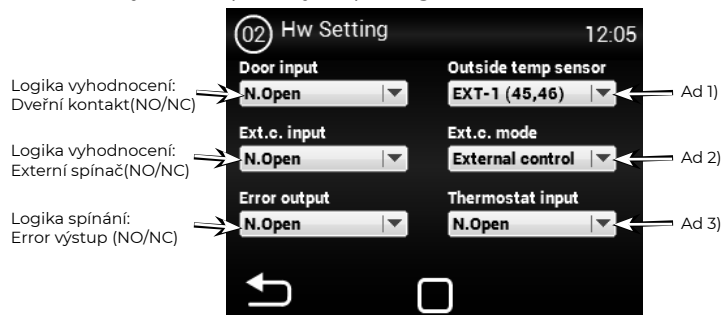 02 Hw Setting 12:05
Door input
N.Open
Outside temp sensor
EXT-1 (45,46)
Ext.c. input
N.Open
Ext.c. mode
External control
Error output
N.Open
Thermostat input
N.Open
Logika vyhodnocení:
Dveřní kontakt(NO/NC)
Logika vyhodnocení:
Externí spínač(NO/NC)
Logika spínání:
Error výstup (NO/NC)
Ad 1)
Ad 2)
Ad 3)